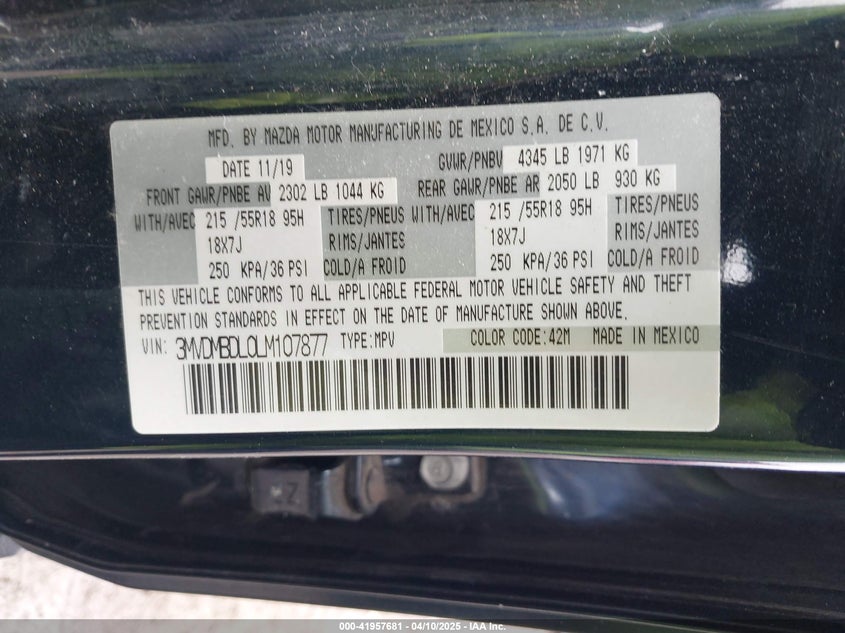 MFD. BY MAZDA MOTOR MANUFACTURING DE MEXICO S.A. DE C.V.
DATE 11/19 GVWR/PNBV 4345 LB 1971 KG
FRONT GAWR/PNBE AV 2302 LB 1044 KG REAR GAWR/PNBE AR 2050 LB 930 KG
WITH/AVEC 215 /55R18 95H TIRES/PNEUS WITH/AVEC 215 /55R18 95H TIRES/PNEUS
18X7J RIMS/JANTES 18X7J RIMS/JANTES
250 KPA/36 PSI COLD/A FROID 250 KPA/36 PSI COLD/A FROID
THIS VEHICLE CONFORMS TO ALL APPLICABLE FEDERAL MOTOR VEHICLE SAFETY AND THEFT
PREVENTION STANDARDS IN EFFECT ON THE DATE OF MANUFACTURE SHOWN ABOVE.
VIN: 3MVDMBDL0LM107877 TYPE:MPV COLOR CODE:42M MADE IN MEXICO
000-41957681 - 04/10/2025 - IAA Inc.